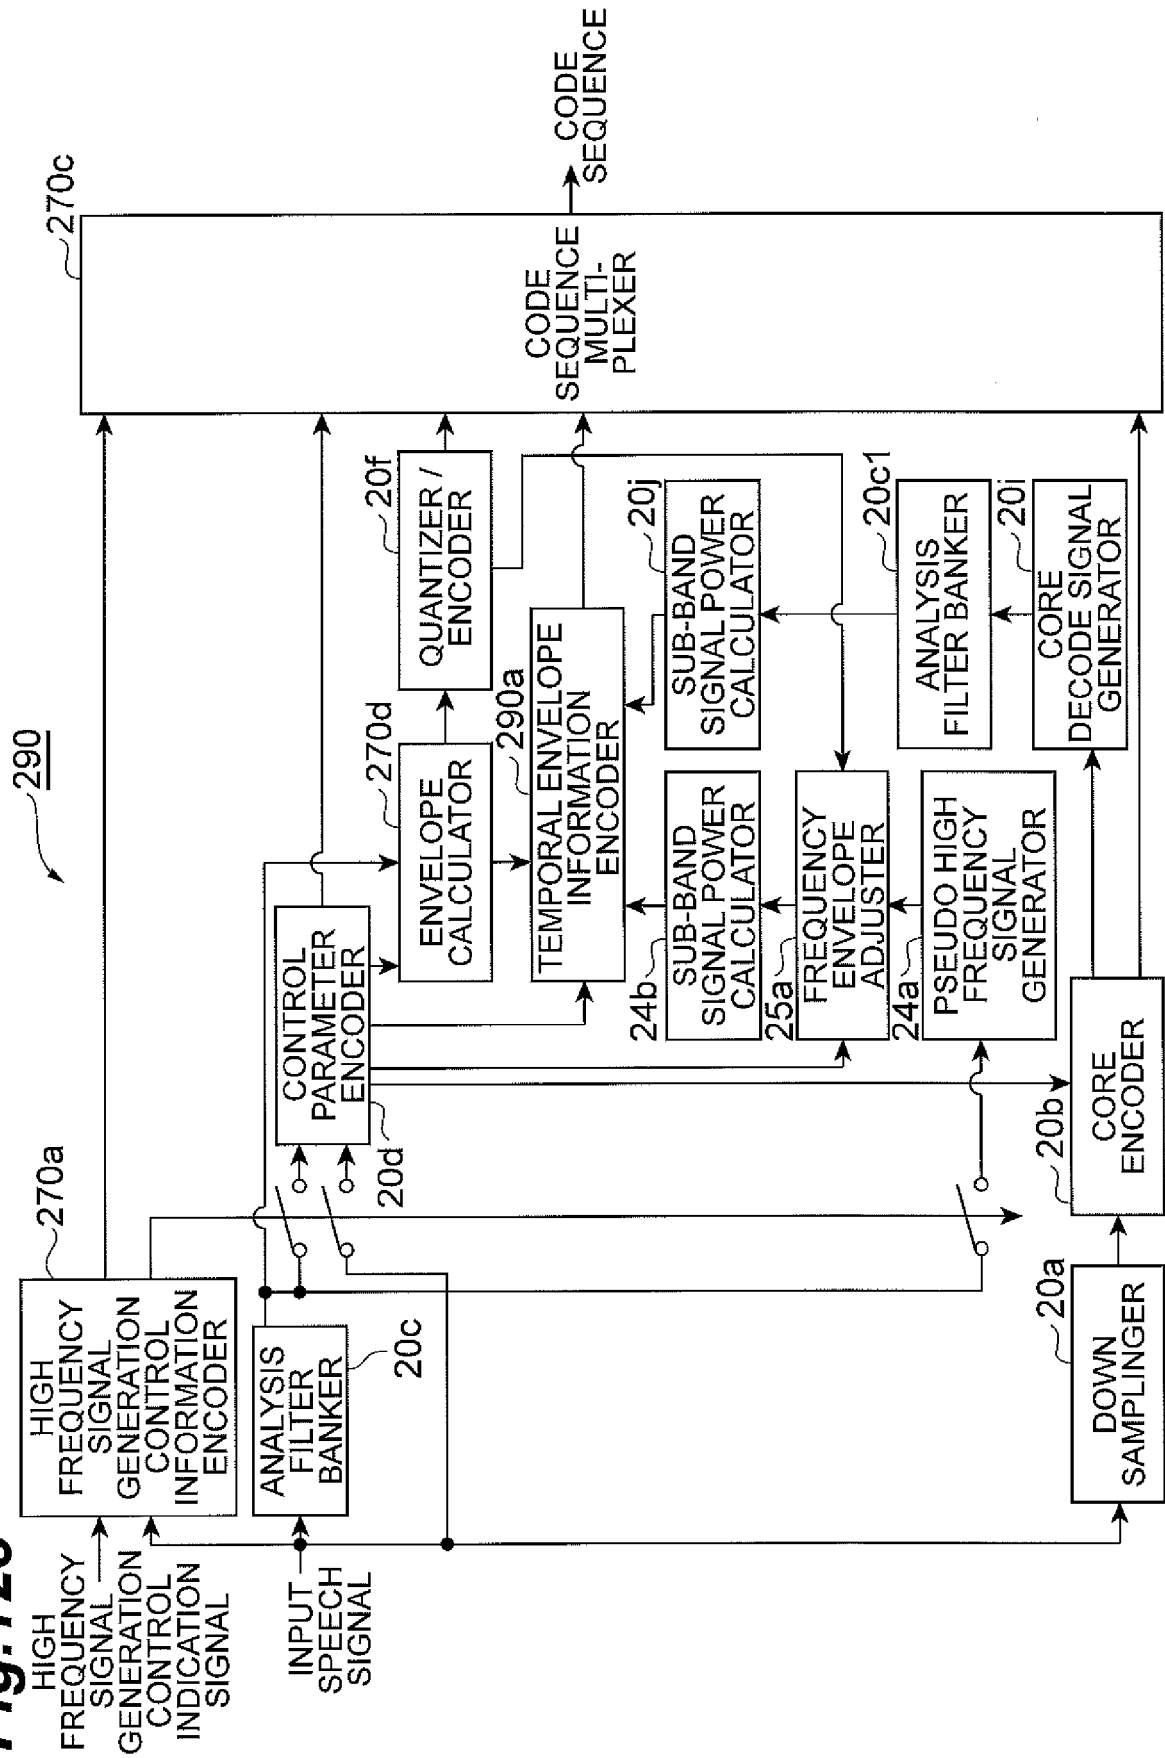 290
HIGH
FREQUENCY
SIGNAL
GENERATION
CONTROL
INDICATION
SIGNAL
INPUT
SPEECH
SIGNAL
270a
HIGH
FREQUENCY
SIGNAL
GENERATION
CONTROL
INFORMATION
ENCODER
ANALYSIS
FILTER
BANKER
20c
20d
CONTROL
PARAMETER
ENCODER
270d
ENVELOPE
CALCULATOR
20f
QUANTIZER /
ENCODER
290a
TEMPORAL ENVELOPE
INFORMATION
ENCODER
24b
SUB-BAND
SIGNAL POWER
CALCULATOR
20j
SUB-BAND
SIGNAL POWER
CALCULATOR
25a
FREQUENCY
ENVELOPE
ADJUSTER
20c1
ANALYSIS
FILTER BANKER
24a
PSEUDO HIGH
FREQUENCY
SIGNAL
GENERATOR
20i
CORE
DECODE SIGNAL
GENERATOR
20a
DOWN
SAMPLINGER
20b
CORE
ENCODER
270c
CODE
SEQUENCE
MULTI-
PLEXER
CODE
SEQUENCE